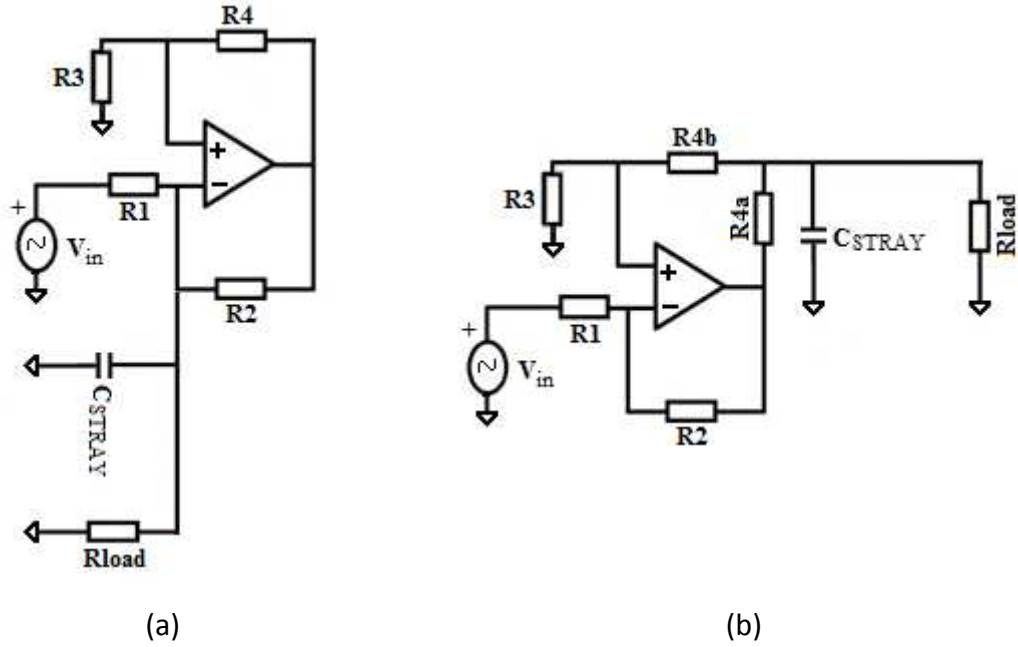 R4
R3
+
−
+
R1
Vin
R2
CSTRAY
Rload
(a)
R4b
R3
R4a
CSTRAY
Rload
+
−
+
R1
Vin
R2
(b)